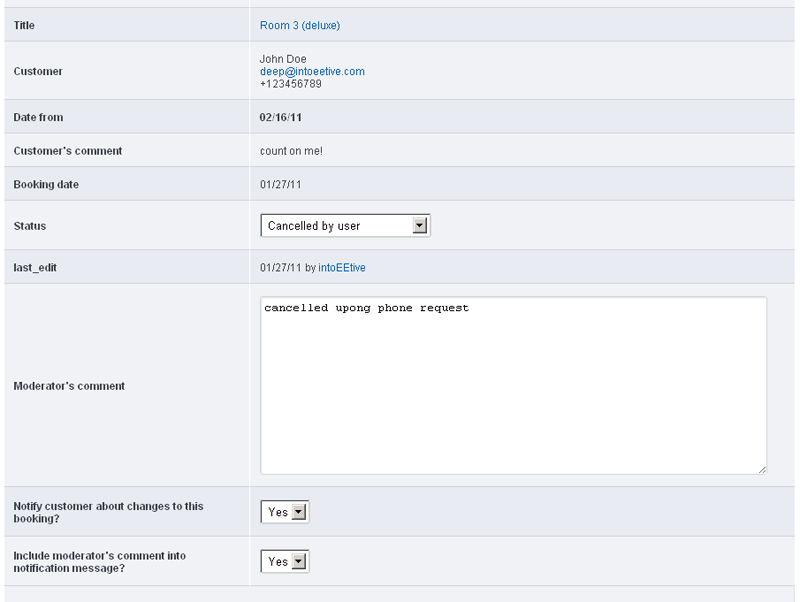 Title
Room 3 (deluxe)
Customer
John Doe
deep@intoeetive.com
+123456789
Date from
02/16/11
Customer's comment
count on me!
Booking date
01/27/11
Status
Cancelled by user
last_edit
01/27/11 by intoEEtive
Moderator's comment
cancelled upong phone request
Notify customer about changes to this
booking?
Yes
Include moderator's comment into
notification message?
Yes